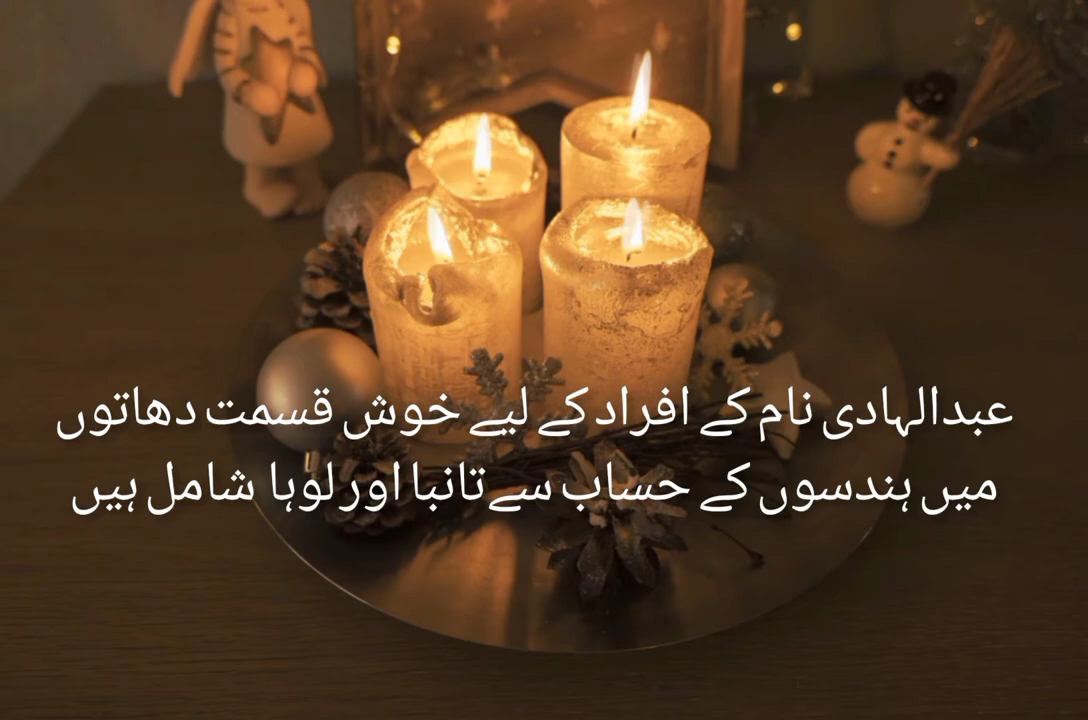 عبدالہادی نام کے افراد کے لیے خوش قسمت دھاتوں
میں ہندسوں کے حساب سے تانبا اور لوہا شامل ہیں